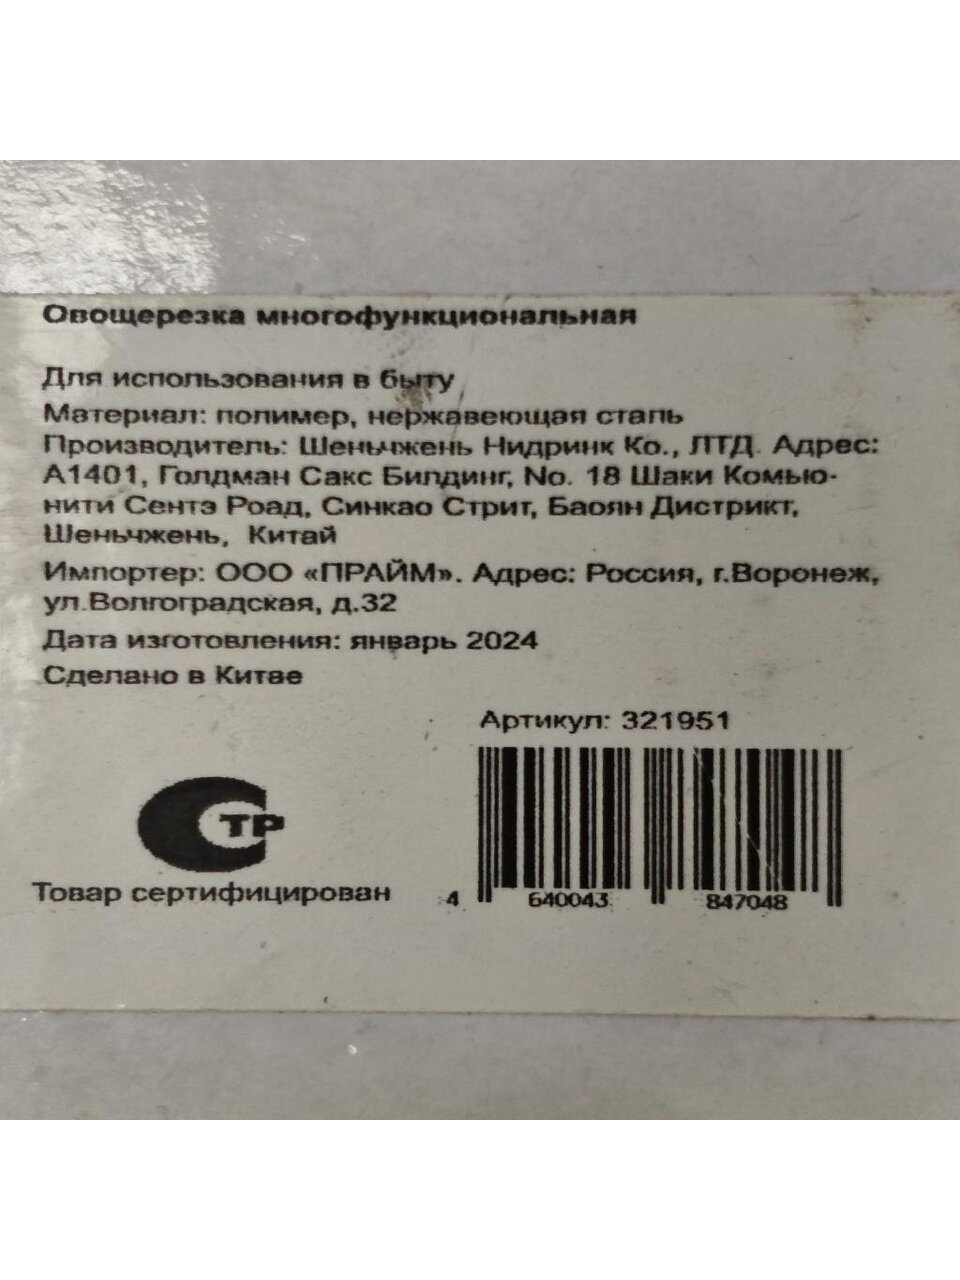 Овощерезка многофункциональная
Для использования в быту
Материал: полимер, нержавеющая сталь
Производитель: Шеньчжень Нидринк Ко., ЛТД. Адрес:
А1401, Голдман Сакс Билдинг, No. 18 Шаки Комью-
нити Сентэ Роад, Синкао Стрит, Баоян Дистрикт,
Шеньчжень, Китай
Импортер: ООО «ПРАЙМ». Адрес: Россия, г.Воронеж,
ул.Волгоградская, д.32
Дата изготовления: январь 2024
Сделано в Китае
Артикул: 321951
СТР
Товар сертифицирован
4 640043 847048